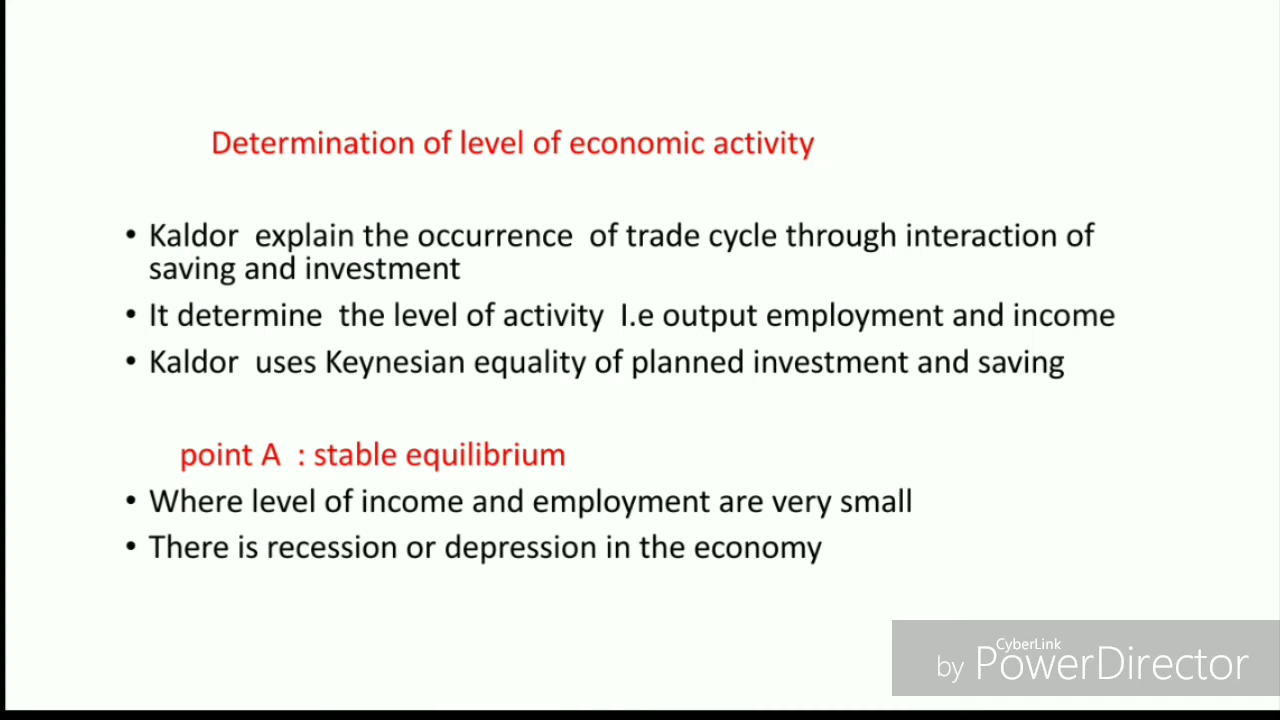 Determination of level of economic activity
• Kaldor explain the occurrence of trade cycle through interaction of
saving and investment
• It determine the level of activity I.e output employment and income
• Kaldor uses Keynesian equality of planned investment and saving
point A : stable equilibrium
• Where level of income and employment are very small
• There is recession or depression in the economy
CyberLink
by PowerDirector